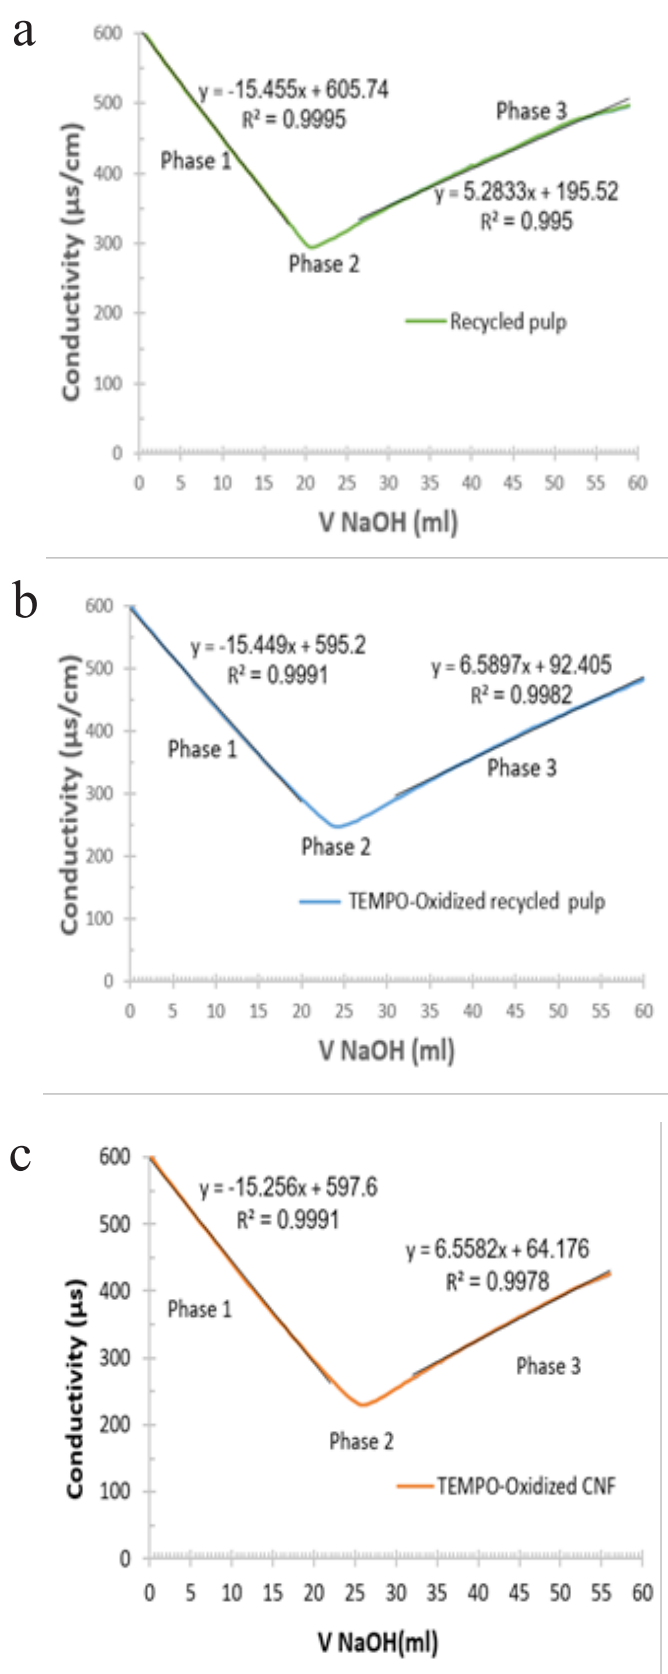 a
600
y = -15.455x + 605.74
R² = 0.9995
500
Phase 3
Phase 1
400
y = 5.2833x + 195.52
R² = 0.995
300
Phase 2
200
Recycled pulp
100
0
Conductivity (µs/cm)
0 5 10 15 20 25 30 35 40 45 50 55 60
V NaOH (ml)
b
600
y = -15.449x + 595.2
R² = 0.9991
6.5897x + 92.405
y = 6.5897x + 92.405
R² = 0.9982
500
400
Phase 1
Phase 3
300
200
Phase 2
TEMPO-Oxidized recycled pulp
100
0
Conductivity (µs/cm)
0 5 10 15 20 25 30 35 40 45 50 55 60
V NaOH (ml)
c
600
y = -15.256x + 597.6
R² = 0.9991
500
y = 6.5582x + 64.176
R² = 0.9978
400
Phase 1
300
Phase 3
200
Phase 2
100
TEMPO-Oxidized CNF
0
Conductivity (µs)
0 5 10 15 20 25 30 35 40 45 50 55 60
V NaOH(ml)